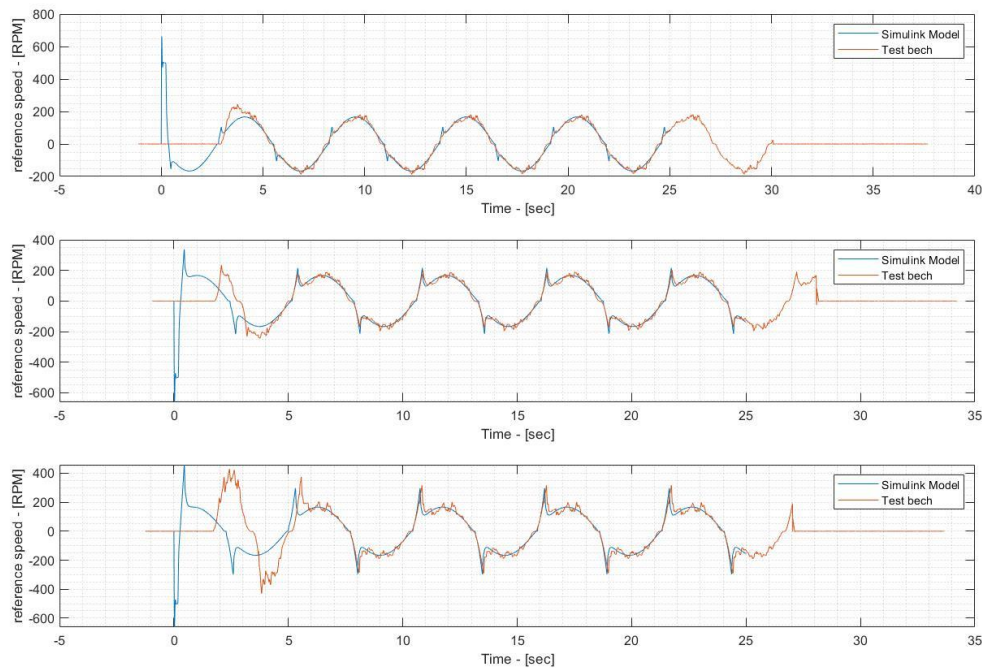 800
600
400
200
0
-200
reference speed - [RPM]
Simulink Model
Test bech
-5 0 5 10 15 20 25 30 35 40
Time - [sec]
400
200
0
-200
-400
-600
reference speed - [RPM]
Simulink Model
Test bech
-5 0 5 10 15 20 25 30 35
Time - [sec]
400
200
0
-200
-400
-600
reference speed - [RPM]
Simulink Model
Test bech
-5 0 5 10 15 20 25 30 35
Time - [sec]